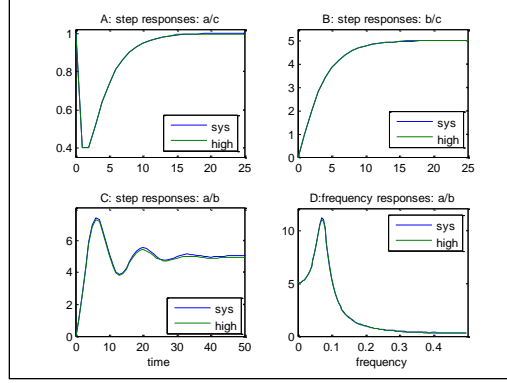 A: step responses: a/c
1
0.8
0.6
0.4
sys
high
0 5 10 15 20 25
B: step responses: b/c
5
4
3
2
1
0
sys
high
0 5 10 15 20 25
C: step responses: a/b
6
4
2
0
sys
high
0 10 20 30 40 50
time
D:frequency responses: a/b
10
5
0
sys
high
0 0.1 0.2 0.3 0.4
frequency